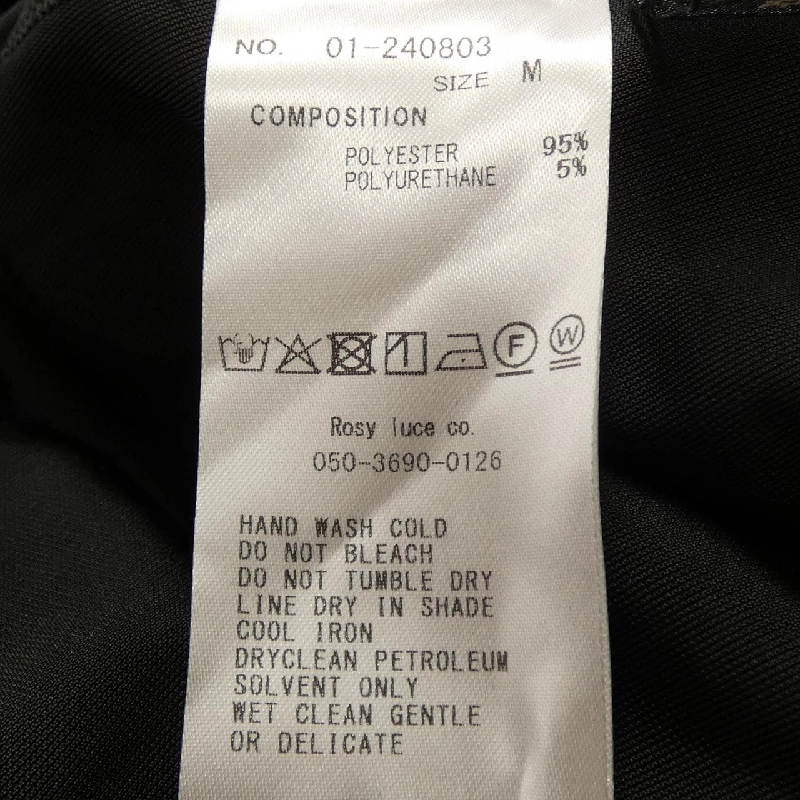 NO. 01-240803
SIZE M
COMPOSITION
POLYESTER 95%
POLYURETHANE 5%
F W
Rosy luce co.
050-3690-0126
HAND WASH COLD
DO NOT BLEACH
DO NOT TUMBLE DRY
LINE DRY IN SHADE
COOL IRON
DRYCLEAN PETROLEUM
SOLVENT ONLY
WET CLEAN GENTLE
OR DELICATE